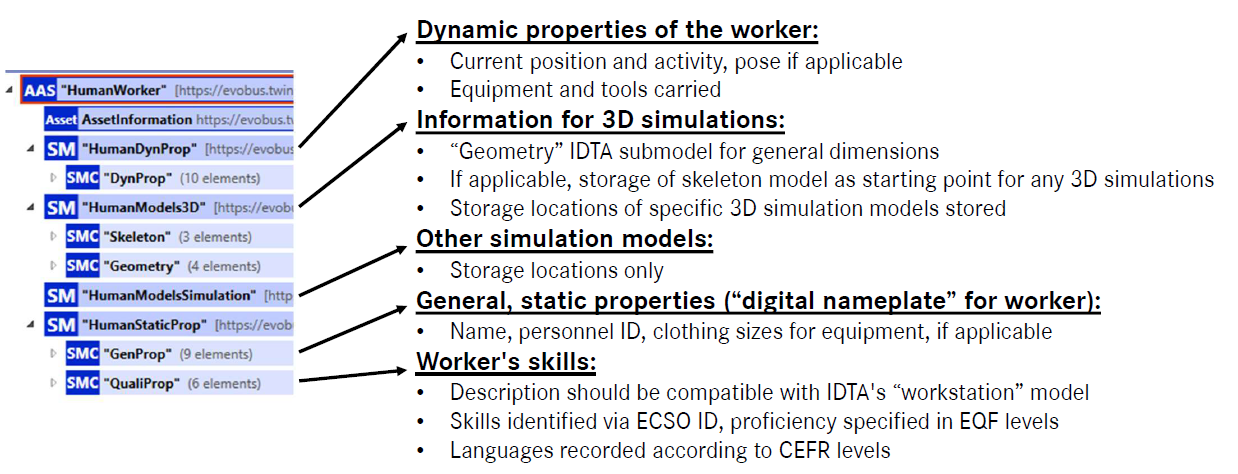 AAS "HumanWorker" [https://evobus.twin
Asset AssetInformation https://evobus.tv
SM "HumanDynProp" [https://evobus
SMC "DynProp" (10 elements)
SM "HumanModels3D" [https://evobu
SMC "Skeleton" (3 elements)
SMC "Geometry" (4 elements)
SM "HumanModelsSimulation" [http
SM "HumanStaticProp" [https://evob
SMC "GenProp" (9 elements)
SMC "QualiProp" (6 elements)
Dynamic properties of the worker:
• Current position and activity, pose if applicable
• Equipment and tools carried
Information for 3D simulations:
• “Geometry” IDTA submodel for general dimensions
• If applicable, storage of skeleton model as starting point for any 3D simulations
• Storage locations of specific 3D simulation models stored
Other simulation models:
• Storage locations only
General, static properties (“digital nameplate” for worker):
• Name, personnel ID, clothing sizes for equipment, if applicable
Worker's skills:
• Description should be compatible with IDTA's “workstation” model
• Skills identified via ECSO ID, proficiency specified in EQF levels
• Languages recorded according to CEFR levels